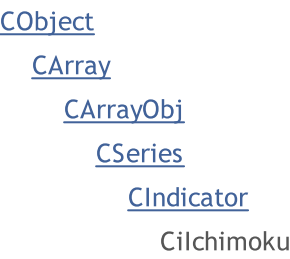 CObject
CArray
CArrayObj
CSeries
CIndicator
CiIchimoku